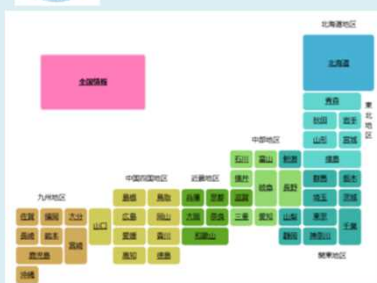 北海道地区
北海道
全国情報
青森
東北地区
秋田 岩手
山形 宮城
中部地区
石川 富山 新潟 福島
中国四国地区 近畿地区
福井 岐阜 長野 群馬 栃木
九州地区
島根 鳥取 兵庫 京都 滋賀 埼玉 茨城
佐賀 福岡 大分 山口 広島 岡山 大阪 奈良 三重 愛知 山梨 東京 千葉
長崎 熊本 宮崎 愛媛 香川 和歌山 静岡 神奈川
鹿児島 高知 徳島 関東地区
沖縄